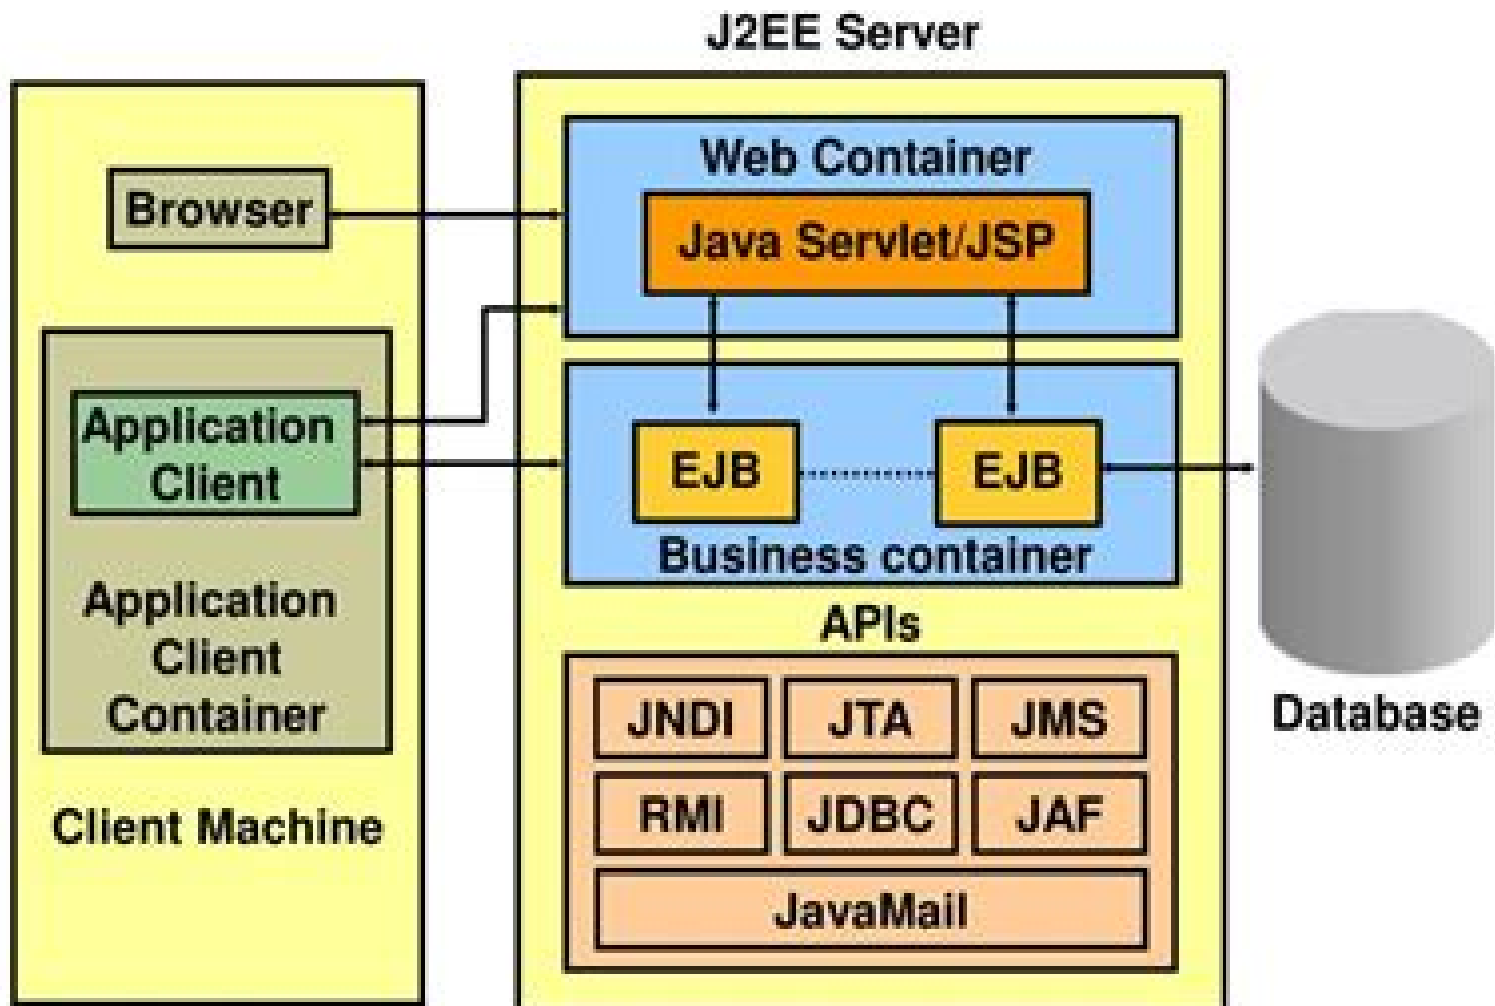 J2EE Server
Browser
Application
Client
Application
Client
Container
Client Machine
Web Container
Java Servlet/JSP
EJB
EJB
Business container
APIs
JNDI
JTA
JMS
RMI
JDBC
JAF
JavaMail
Database